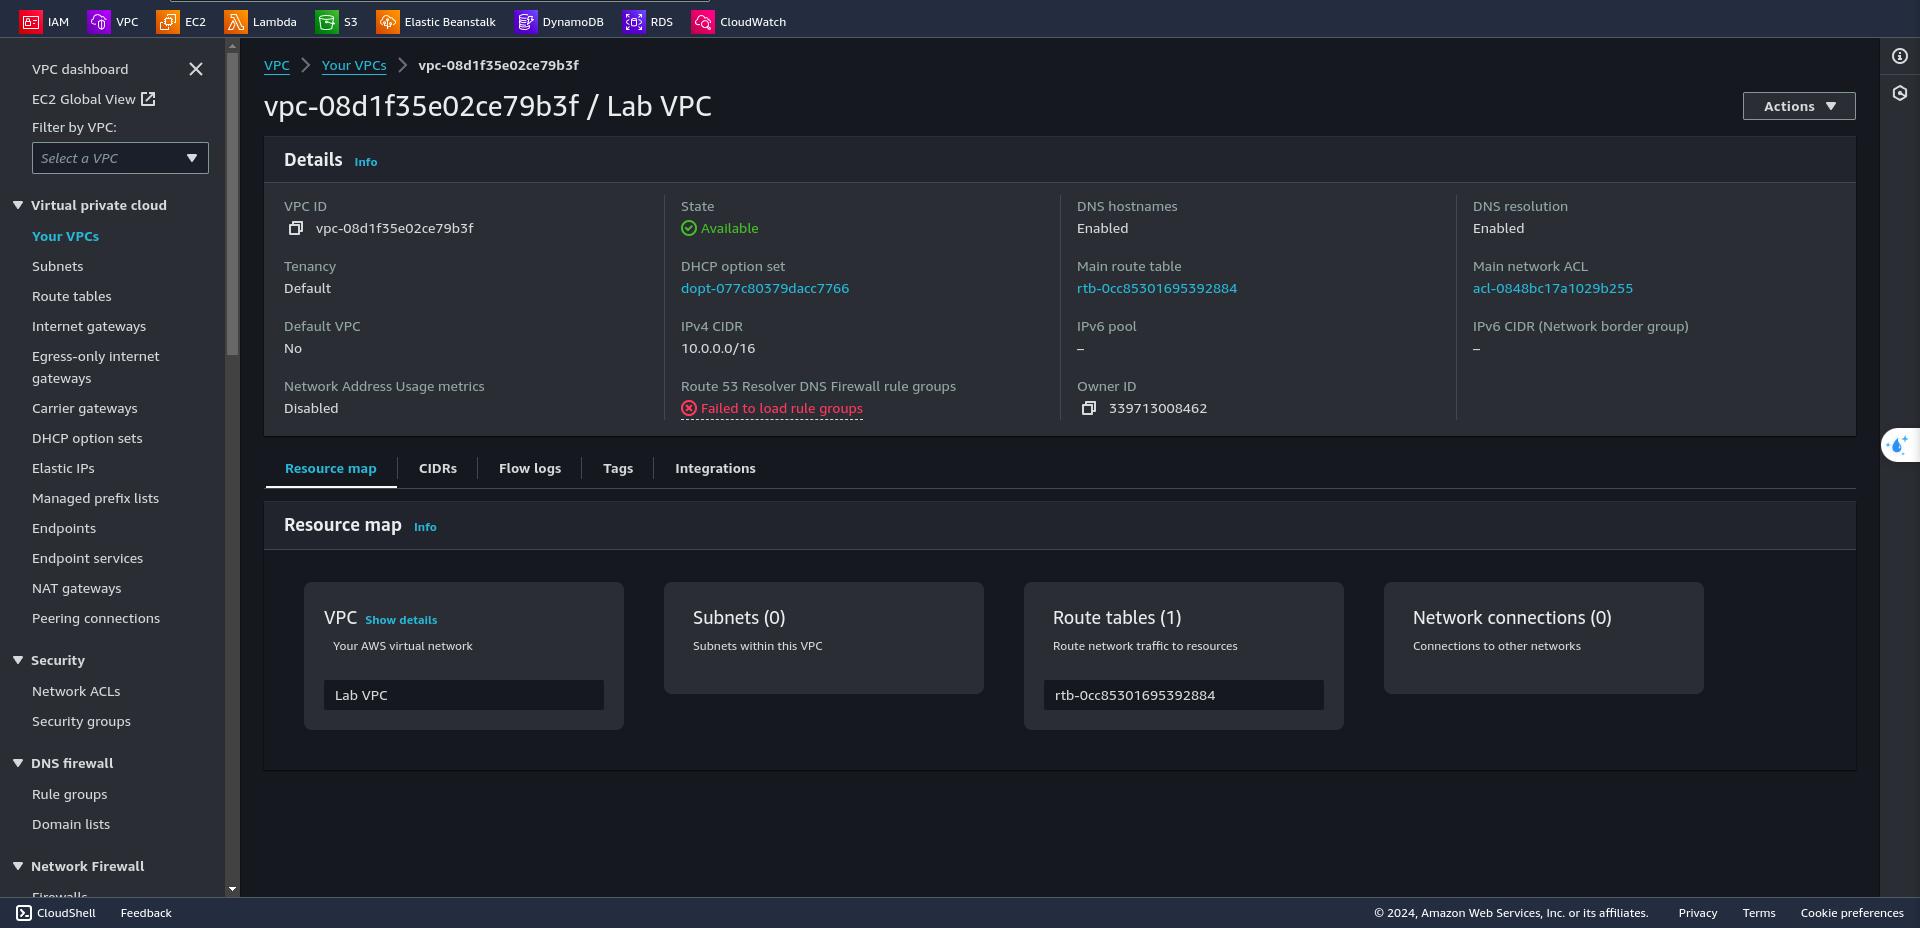 IAM VPC EC2 Lambda S3 Elastic Beanstalk DynamoDB RDS CloudWatch
VPC dashboard
EC2 Global View
Filter by VPC:
Select a VPC
Virtual private cloud
Your VPCs
Subnets
Route tables
Internet gateways
Egress-only internet
gateways
Carrier gateways
DHCP option sets
Elastic IPs
Managed prefix lists
Endpoints
Endpoint services
NAT gateways
Peering connections
Security
Network ACLs
Security groups
DNS firewall
Rule groups
Domain lists
Network Firewall
Firewalls
VPC Your VPCs vpc-08d1f35e02ce79b3f
vpc-08d1f35e02ce79b3f / Lab VPC
Actions
Details Info
VPC ID
vpc-08d1f35e02ce79b3f
State
Available
DNS hostnames
Enabled
DNS resolution
Enabled
Tenancy
Default
DHCP option set
dopt-077c80379dacc7766
Main route table
rtb-0cc85301695392884
Main network ACL
acl-0848bc17a1029b255
Default VPC
No
IPv4 CIDR
10.0.0.0/16
IPv6 pool
–
IPv6 CIDR (Network border group)
–
Network Address Usage metrics
Disabled
Route 53 Resolver DNS Firewall rule groups
Failed to load rule groups
Owner ID
339713008462
Resource map CIDRs Flow logs Tags Integrations
Resource map Info
VPC Show details
Your AWS virtual network
Lab VPC
Subnets (0)
Subnets within this VPC
Route tables (1)
Route network traffic to resources
rtb-0cc85301695392884
Network connections (0)
Connections to other networks
CloudShell Feedback © 2024, Amazon Web Services, Inc. or its affiliates. Privacy Terms Cookie preferences